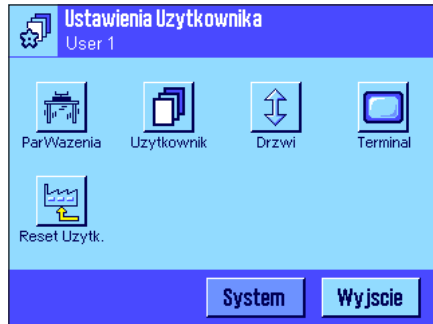 Ustawienia Uzytkownika
User 1
ParWazenia Uzytkownik Drzwi Terminal
Reset Uzytk.
System Wyjscie